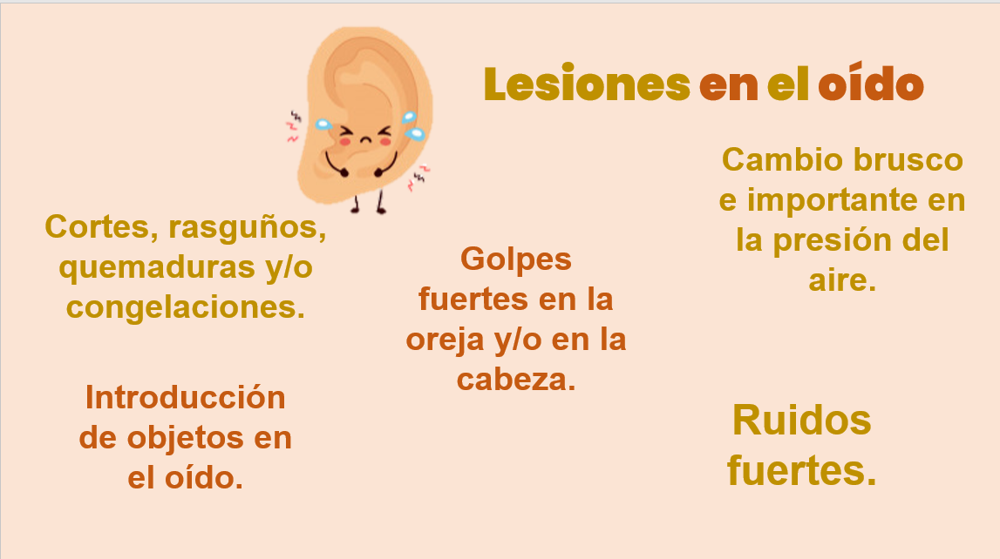 Lesiones en el oído
Cortes, rasguños,
quemaduras y/o
congelaciones.
Introducción
de objetos en
el oído.
Golpes
fuertes en la
oreja y/o en la
cabeza.
Cambio brusco
e importante en
la presión del
aire.
Ruidos
fuertes.